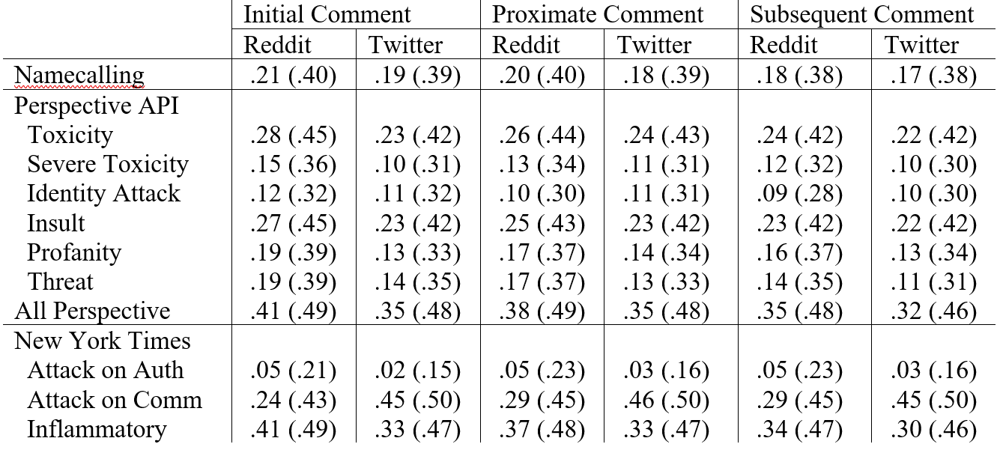 Initial Comment Proximate Comment Subsequent Comment
Reddit Twitter Reddit Twitter Reddit Twitter
Namecalling .21 (.40) .19 (.39) .20 (.40) .18 (.39) .18 (.38) .17 (.38)
Perspective API
Toxicity .28 (.45) .23 (.42) .26 (.44) .24 (.43) .24 (.42) .22 (.42)
Severe Toxicity .15 (.36) .10 (.31) .13 (.34) .11 (.31) .12 (.32) .10 (.30)
Identity Attack .12 (.32) .11 (.32) .10 (.30) .11 (.31) .09 (.28) .10 (.30)
Insult .27 (.45) .23 (.42) .25 (.43) .23 (.42) .23 (.42) .22 (.42)
Profanity .19 (.39) .13 (.33) .17 (.37) .14 (.34) .16 (.37) .13 (.34)
Threat .19 (.39) .14 (.35) .17 (.37) .13 (.33) .14 (.35) .11 (.31)
All Perspective .41 (.49) .35 (.48) .38 (.49) .35 (.48) .35 (.48) .32 (.46)
New York Times
Attack on Auth .05 (.21) .02 (.15) .05 (.23) .03 (.16) .05 (.23) .03 (.16)
Attack on Comm .24 (.43) .45 (.50) .29 (.45) .46 (.50) .29 (.45) .45 (.50)
Inflammatory .41 (.49) .33 (.47) .37 (.48) .33 (.47) .34 (.47) .30 (.46)